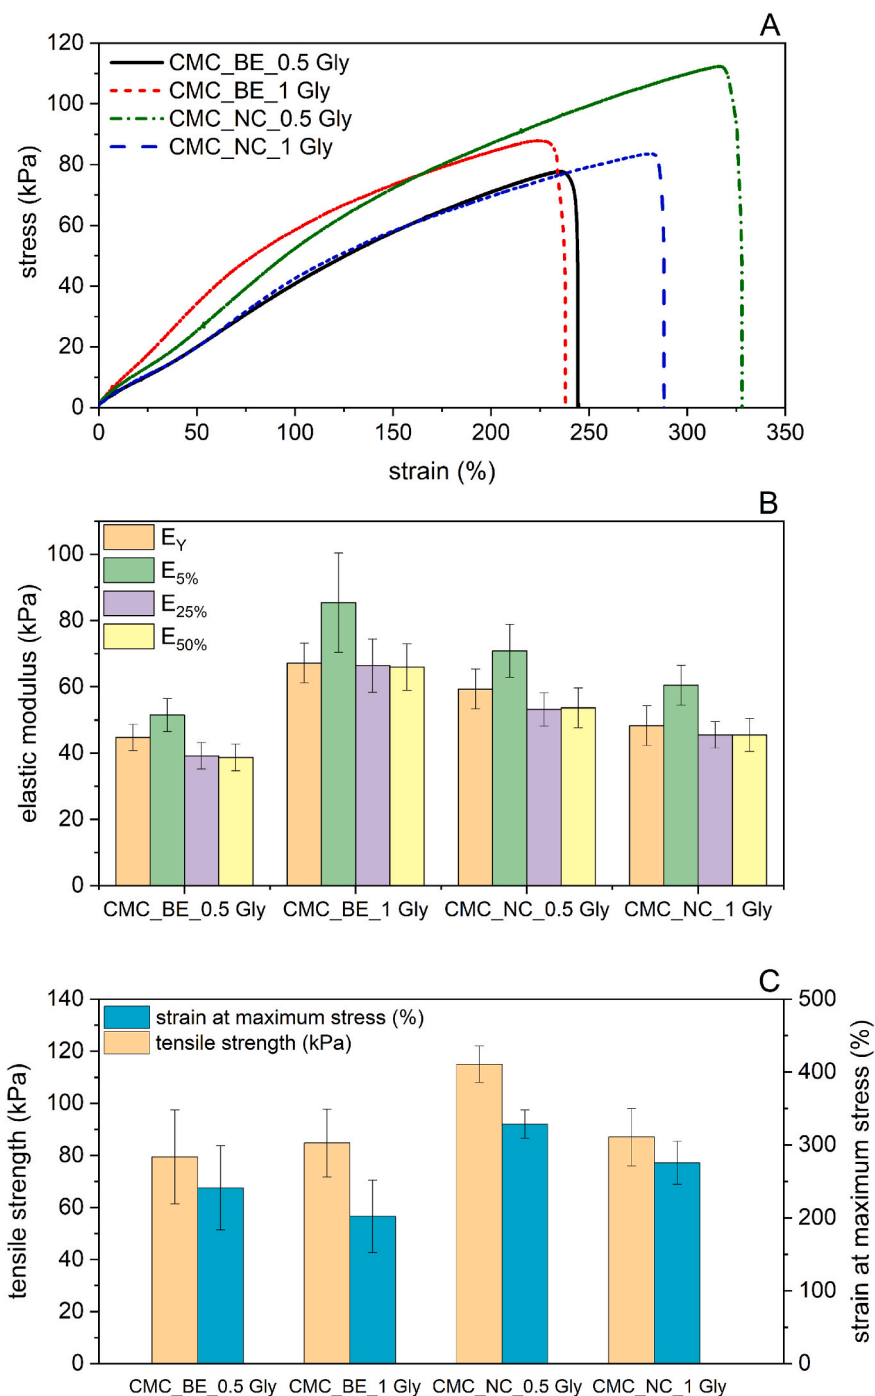 A
120
100
80
60
40
20
0
stress (kPa)
CMC_BE_0.5 Gly
CMC_BE_1 Gly
CMC_NC_0.5 Gly
CMC_NC_1 Gly
0 50 100 150 200 250 300 350
strain (%)
B
100
80
60
40
20
0
elastic modulus (kPa)
E_Y
E_5%
E_25%
E_50%
CMC_BE_0.5 Gly CMC_BE_1 Gly CMC_NC_0.5 Gly CMC_NC_1 Gly
C
140
120
100
80
60
40
20
0
tensile strength (kPa)
strain at maximum stress (%)
tensile strength (kPa)
500
400
300
200
100
0
strain at maximum stress (%)
CMC_BE_0.5 Gly CMC_BE_1 Gly CMC_NC_0.5 Gly CMC_NC_1 Gly